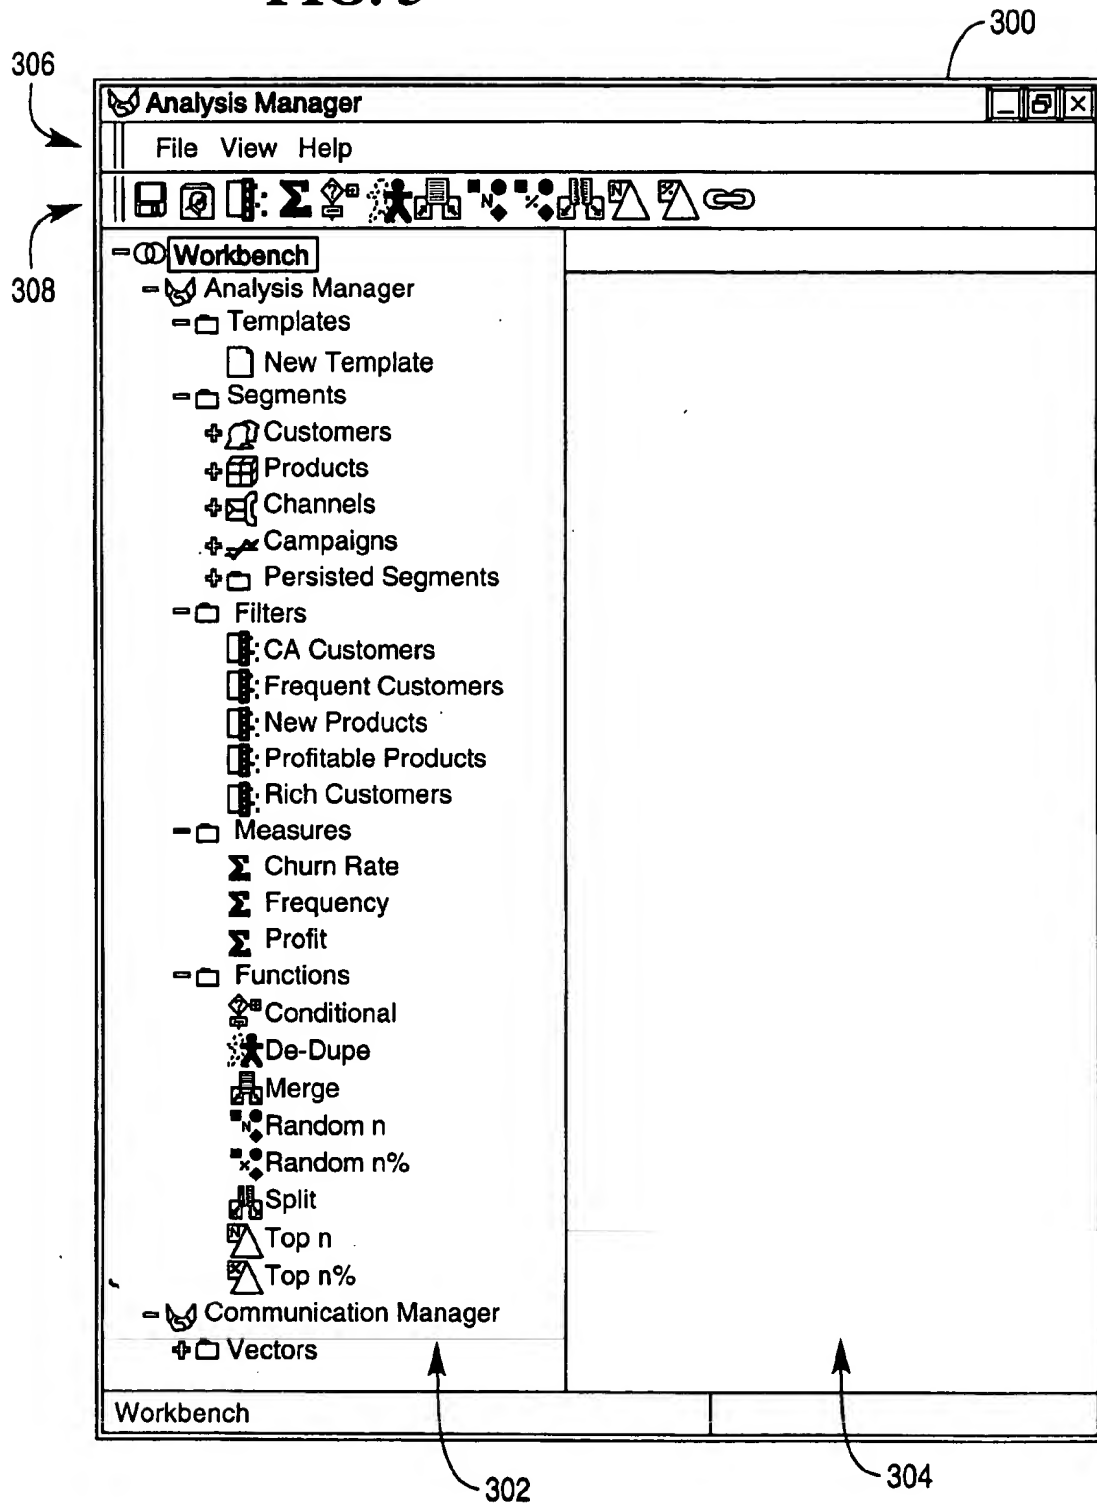 300
306
Analysis Manager
File View Help
308
Workbench
Analysis Manager
Templates
New Template
Segments
Customers
Products
Channels
Campaigns
Persisted Segments
Filters
CA Customers
Frequent Customers
New Products
Profitable Products
Rich Customers
Measures
Σ Churn Rate
Σ Frequency
Σ Profit
Functions
Conditional
De-Dupe
Merge
Random n
Random n%
Split
Top n
Top n%
Communication Manager
Vectors
Workbench
302
304